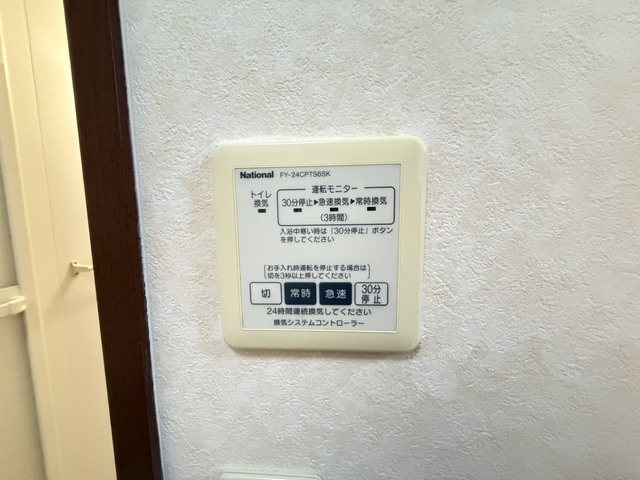 National FY-24CPTS6SK
トイレ
換気
運転モニター
30分停止▶急速換気▶常時換気
(3時間)
入浴中寒い時は「30分停止」ボタン
を押してください
お手入れ時運転を停止する場合は
切を3秒以上押してください
切 常時 急速 30分
停止
24時間連続換気してください
換気システムコントローラー